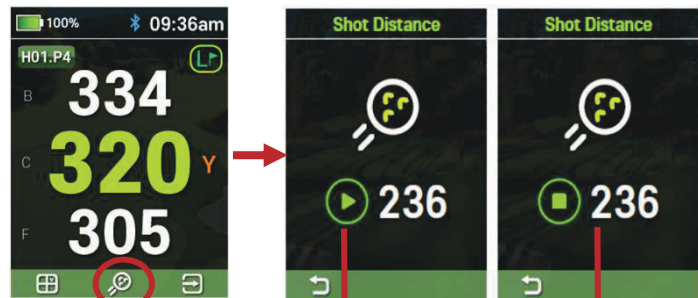 100% 09:36am
H01.P4 L
B 334
C 320 Y
F 305
Shot Distance
236
Shot Distance
236